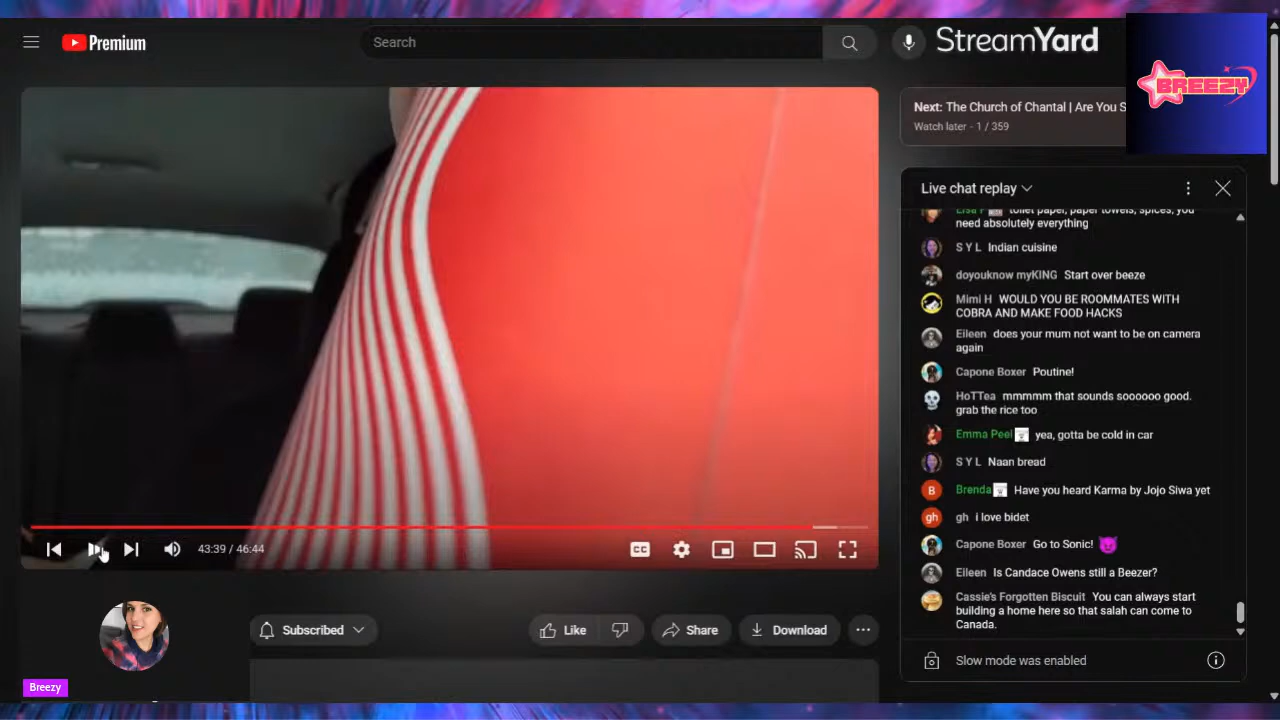 Premium
Search
StreamYard
BREEZY
Next: The Church of Chantal | Are You S
Watch later - 1 / 359
Live chat replay
toilet paper, paper towels, spices, you
need absolutely everything
S Y L Indian cuisine
doyouknow myKING Start over beeze
Mimi H WOULD YOU BE ROOMMATES WITH
COBRA AND MAKE FOOD HACKS
Eileen does your mum not want to be on camera
again
Capone Boxer Poutine!
HoTTea mmmmm that sounds soooooo good.
grab the rice too
Emma Peel yea, gotta be cold in car
S Y L Naan bread
B
Brenda Have you heard Karma by Jojo Siwa yet
gh
gh i love bidet
Capone Boxer Go to Sonic!
Eileen Is Candace Owens still a Beezer?
Cassie's Forgotten Biscuit You can always start
building a home here so that salah can come to
Canada.
Slow mode was enabled
43:39 / 46:44
CC
Subscribed
Like
Share
Download
Breezy